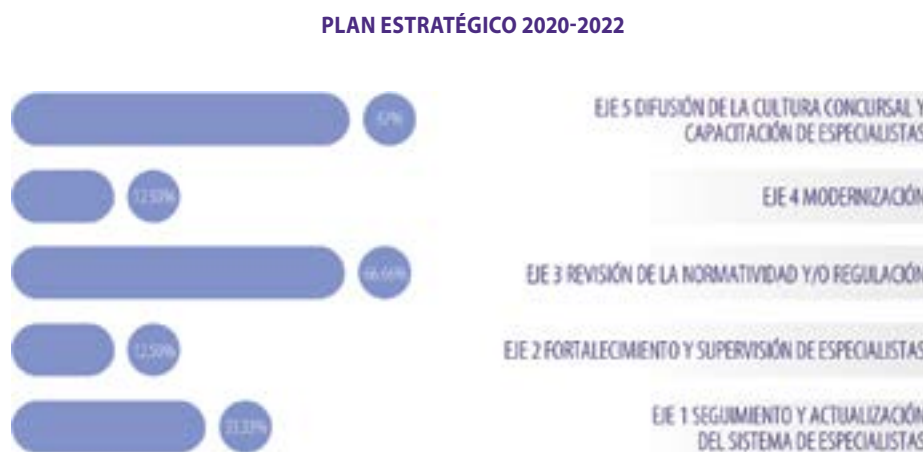 PLAN ESTRATÉGICO 2020-2022
EJE 5 DIFUSIÓN DE LA CULTURA CONCURSAL Y
CAPACITACIÓN DE ESPECIALISTAS
12.50%
EJE 4 MODERNIZACIÓN
66.66%
EJE 3 REVISIÓN DE LA NORMATIVIDAD Y/O REGULACIÓN
12.50%
EJE 2 FORTALECIMIENTO Y SUPERVISIÓN DE ESPECIALISTAS
33.33%
EJE 1 SEGUIMIENTO Y ACTUALIZACIÓN
DEL SISTEMA DE ESPECIALISTAS